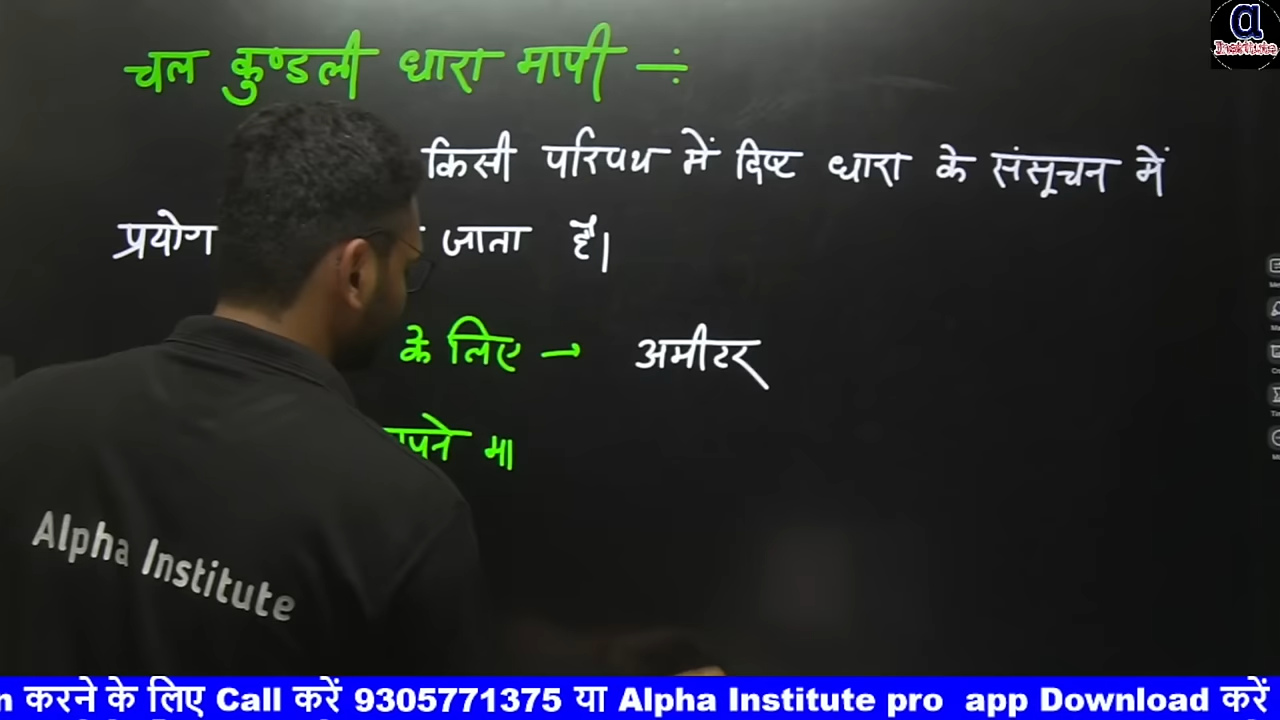 चल कुण्डली धारा मापी -:
किसी परिपथ में दिष्ट धारा के संसूचन में
प्रयोग जाता है।
के लिए → अमीटर
मा
Alpha Institute
α Institute
करने के लिए Call करें 9305771375 या Alpha Institute pro app Download करें